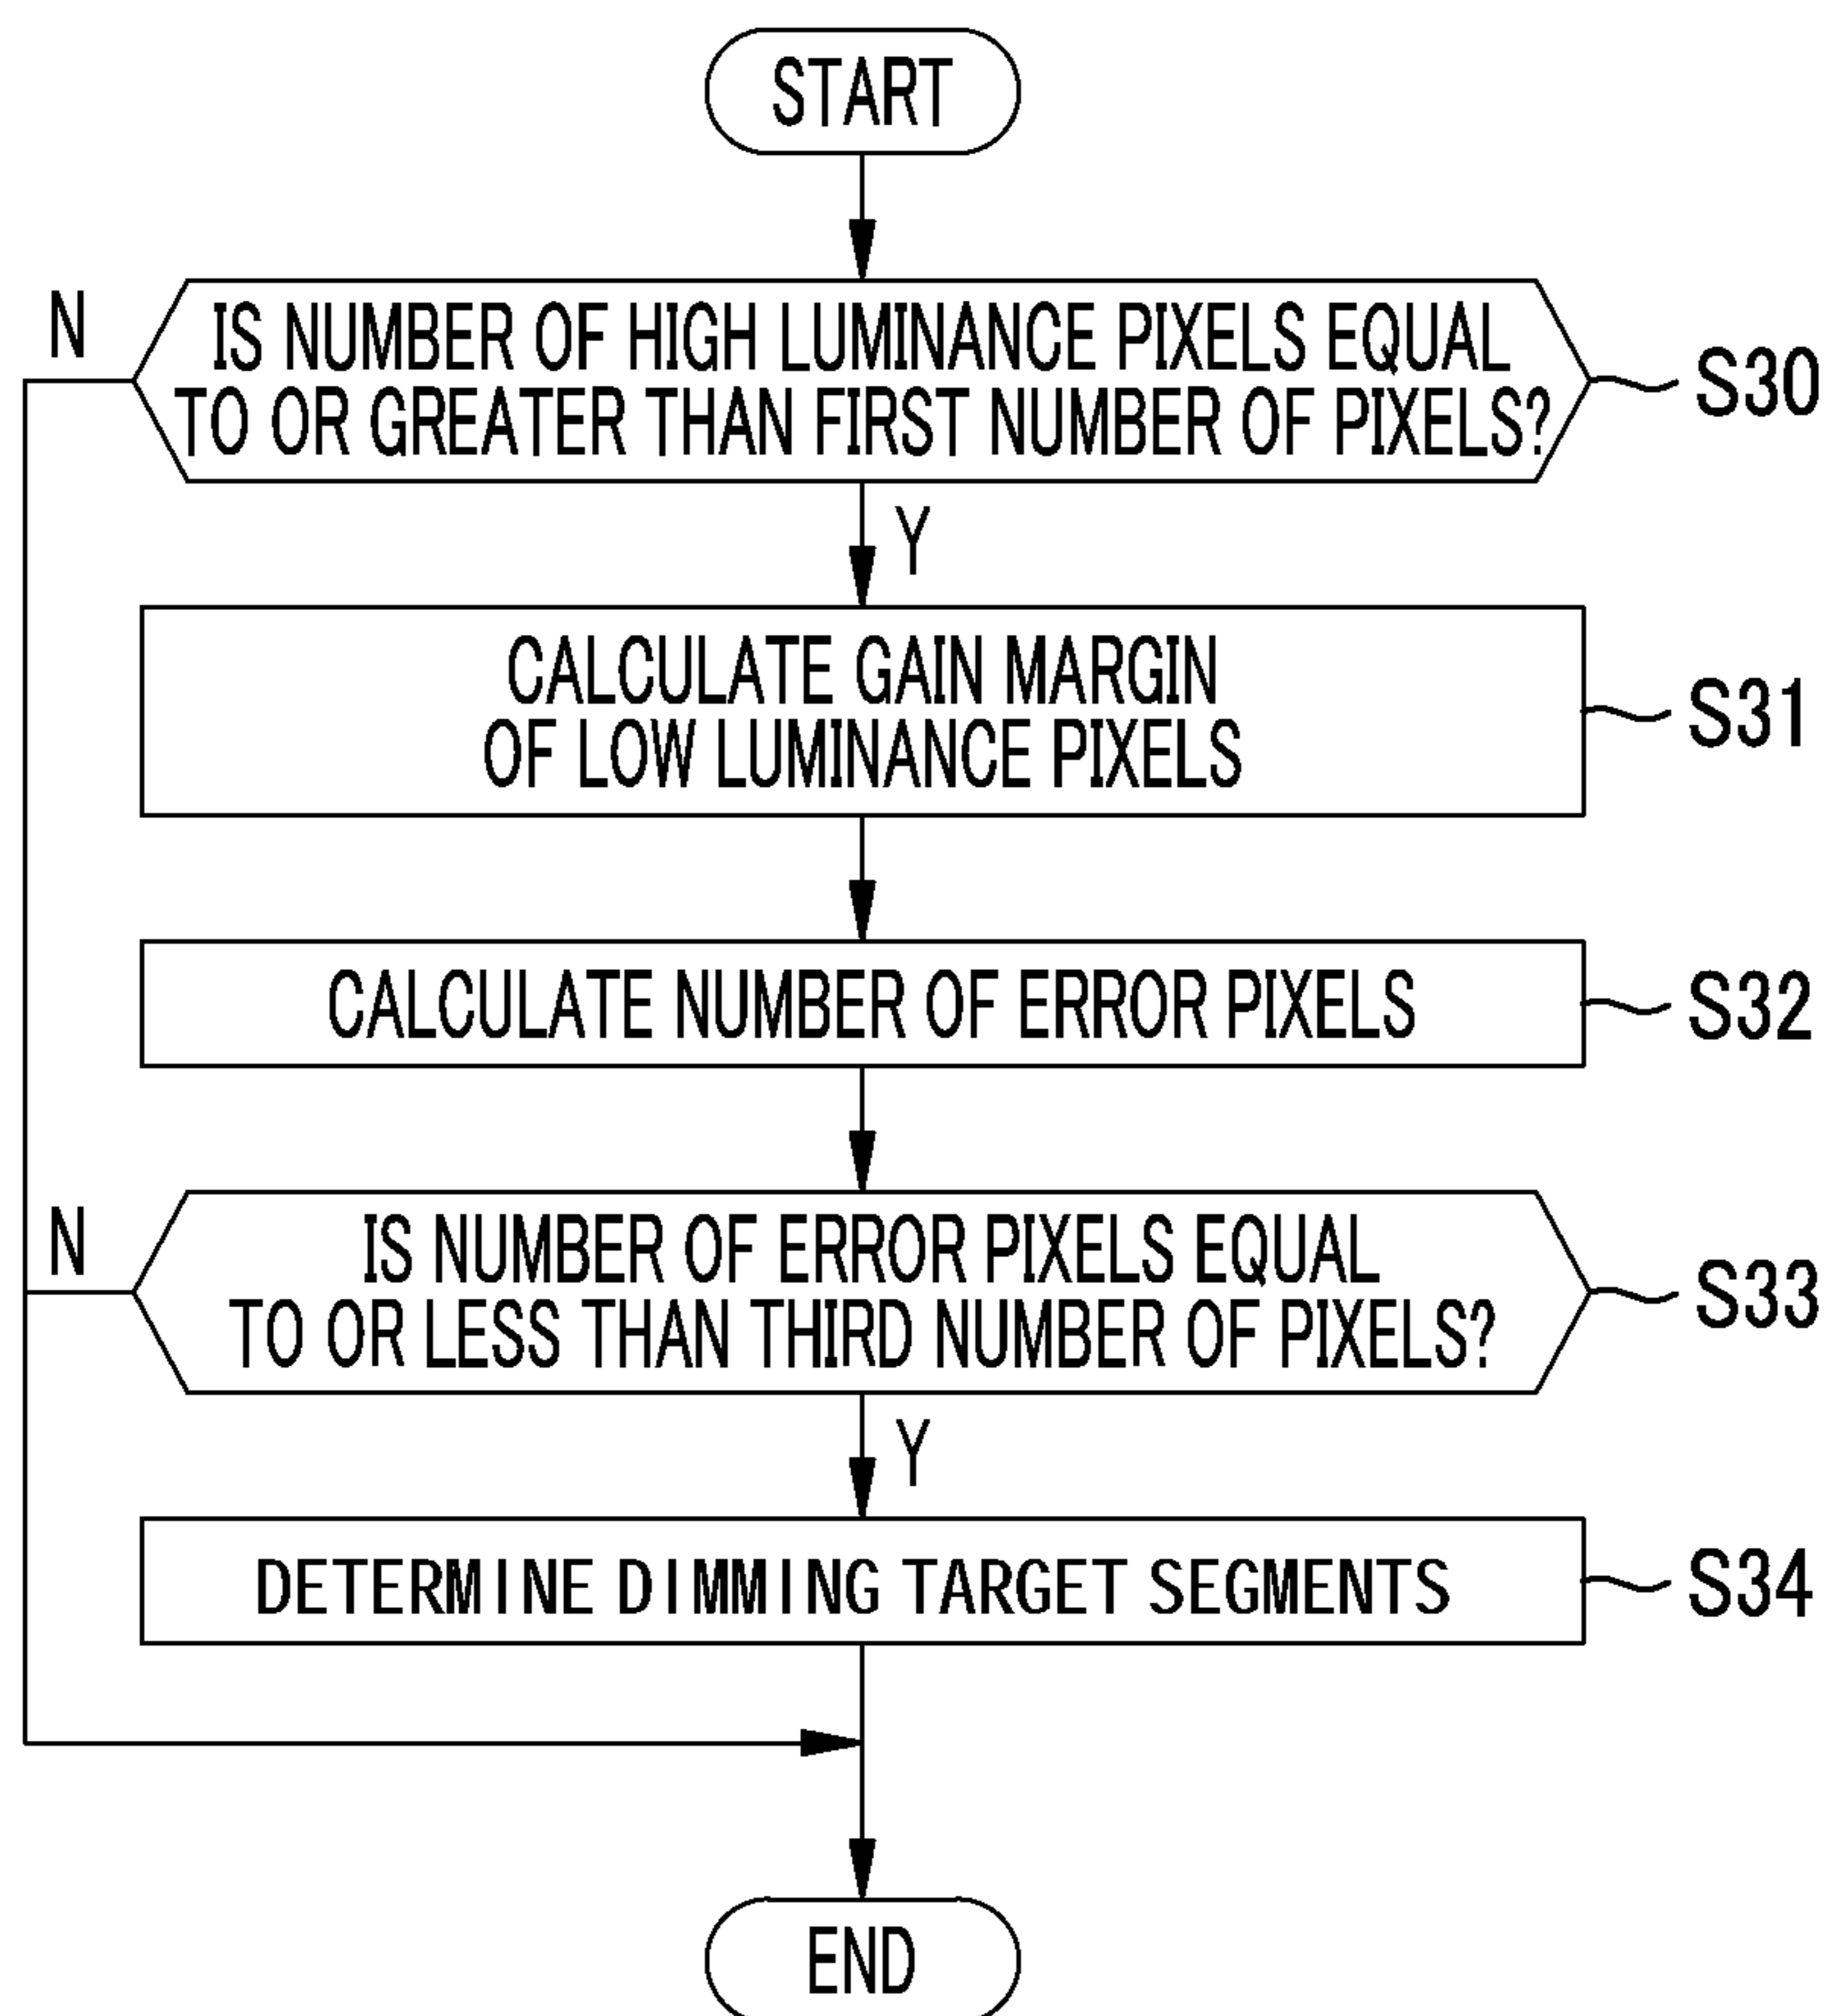 START
N
IS NUMBER OF HIGH LUMINANCE PIXELS EQUAL
TO OR GREATER THAN FIRST NUMBER OF PIXELS?
S30
Y
CALCULATE GAIN MARGIN
OF LOW LUMINANCE PIXELS
S31
CALCULATE NUMBER OF ERROR PIXELS
S32
N
IS NUMBER OF ERROR PIXELS EQUAL
TO OR LESS THAN THIRD NUMBER OF PIXELS?
S33
Y
DETERMINE DIMMING TARGET SEGMENTS
S34
END